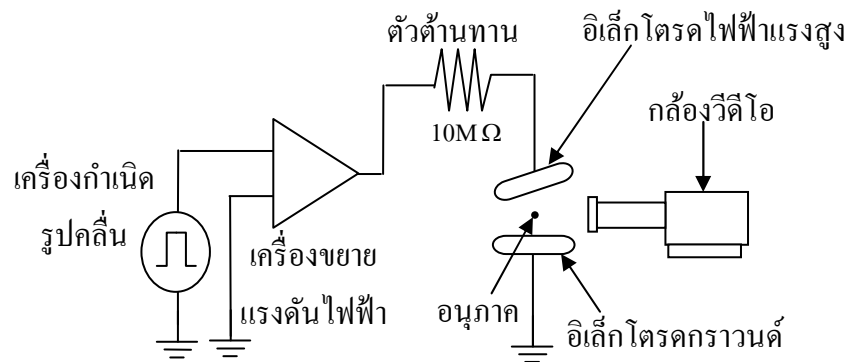 ตัวต้านทาน
อิเล็กโตรดไฟฟ้าแรงสูง
10MΩ
กล้องวีดีโอ
เครื่องกำเนิด
รูปคลื่น
เครื่องขยาย
แรงดันไฟฟ้า
อนุภาค
อิเล็กโตรดกราวนด์